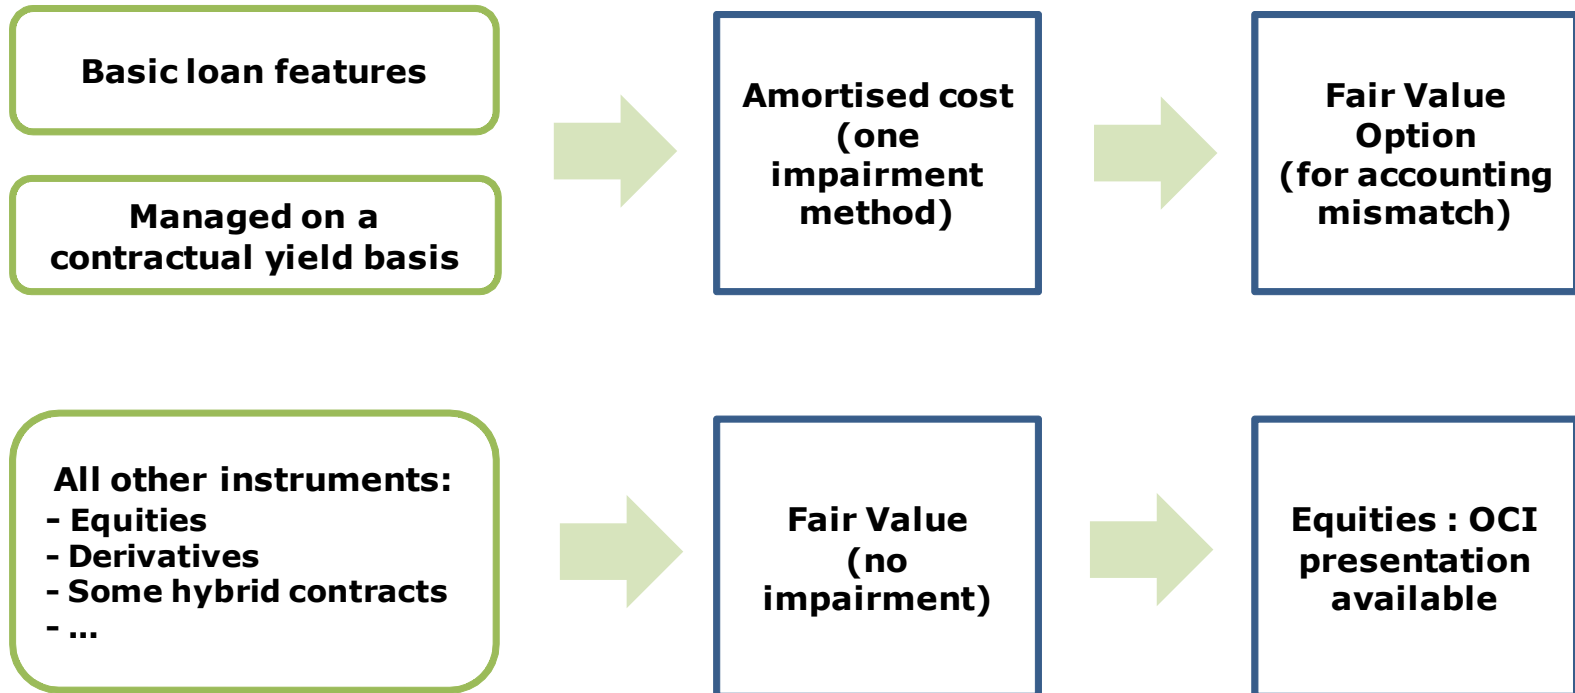 Basic loan features
Managed on a
contractual yield basis
Amortised cost
(one
impairment
method)
Fair Value
Option
(for accounting
mismatch)
All other instruments:
- Equities
- Derivatives
- Some hybrid contracts
- ...
Fair Value
(no
impairment)
Equities : OCI
presentation
available